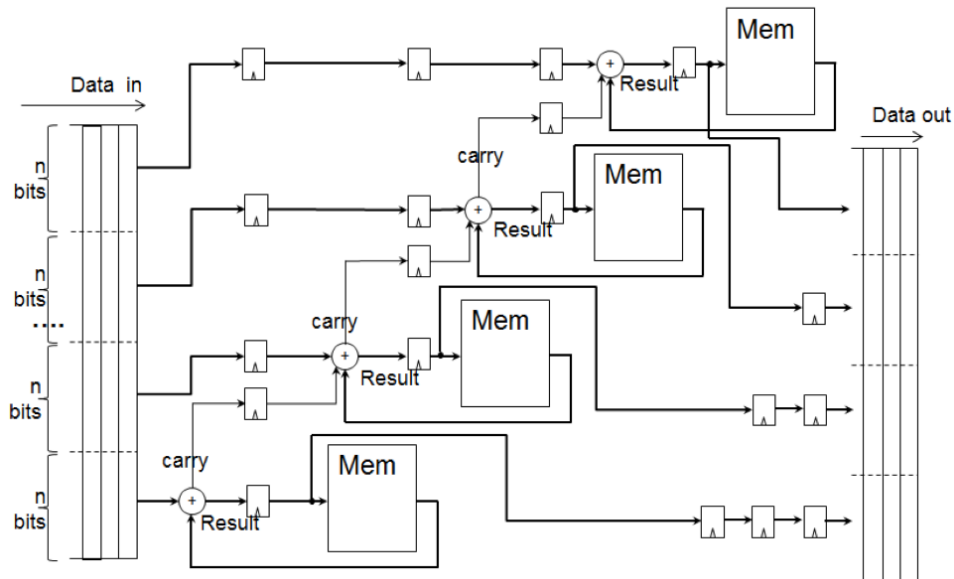 Mem
Data in
Result
Data out
carry
n
bits
Mem
Result
n
bits
....
carry
Mem
Result
n
bits
carry
Mem
Result
n
bits
+
+
+
+